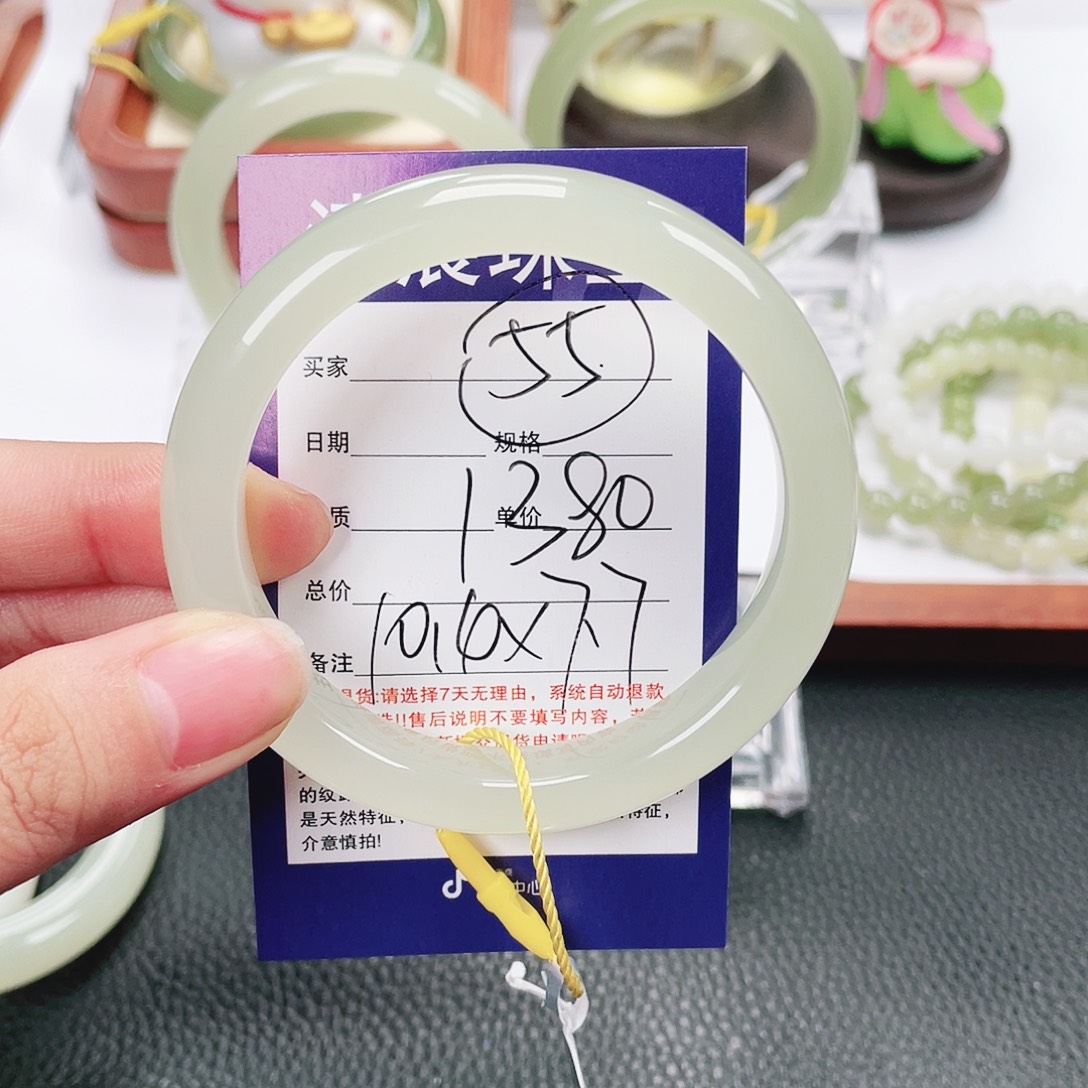 珠
55
买家
日期 规格
1380
质 单价
总价
10.6x7.7
备注
退货:请选择7天无理由，系统自动退款
选!!售后说明不要填写内容，
的纹
是天然特征， 特征，
介意慎拍!
中心